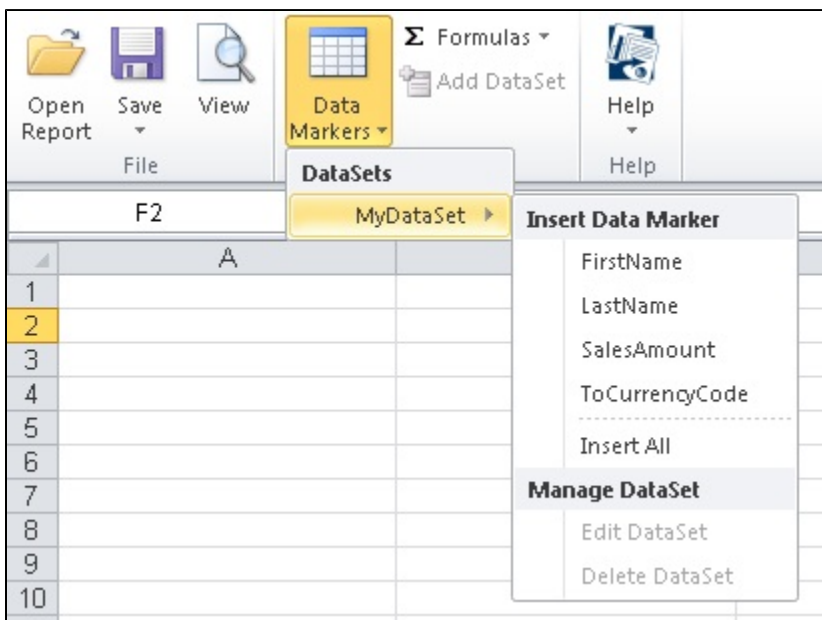 Open Report
Save
View
File
Data Markers
Σ Formulas
Add DataSet
Help
Help
DataSets
MyDataSet
F2
Insert Data Marker
FirstName
LastName
SalesAmount
ToCurrencyCode
Insert All
Manage DataSet
Edit DataSet
Delete DataSet
A
1
2
3
4
5
6
7
8
9
10